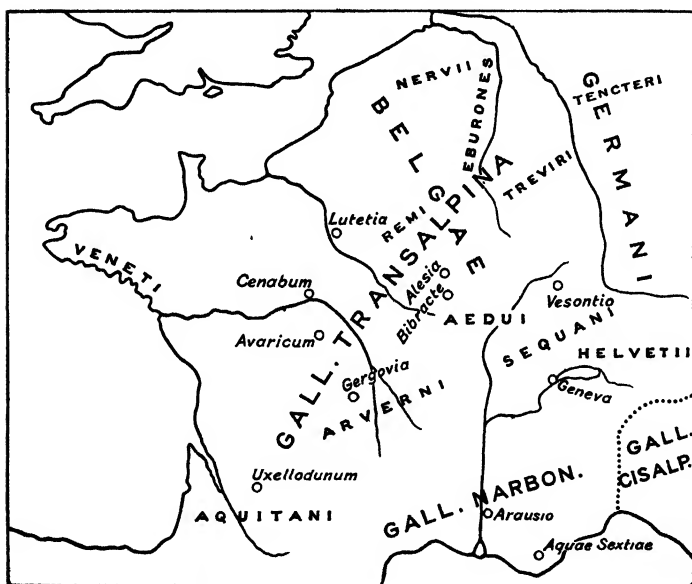 NERVII
EBURONES
TENCTERI
GERMANI
BELGAE
TREVIRI
REMI
Lutetia
GALL. TRANSALPINA
VENETI
Alesia
Cenabum
Bibracte
Vesontio
AEDUI
SEQUANI
Avaricum
HELVETII
Gergovia
Geneva
ARVERNI
GALL.
CISALP.
Uxellodunum
GALL. NARBON.
AQUITANI
Arausio
Aquae Sextiae